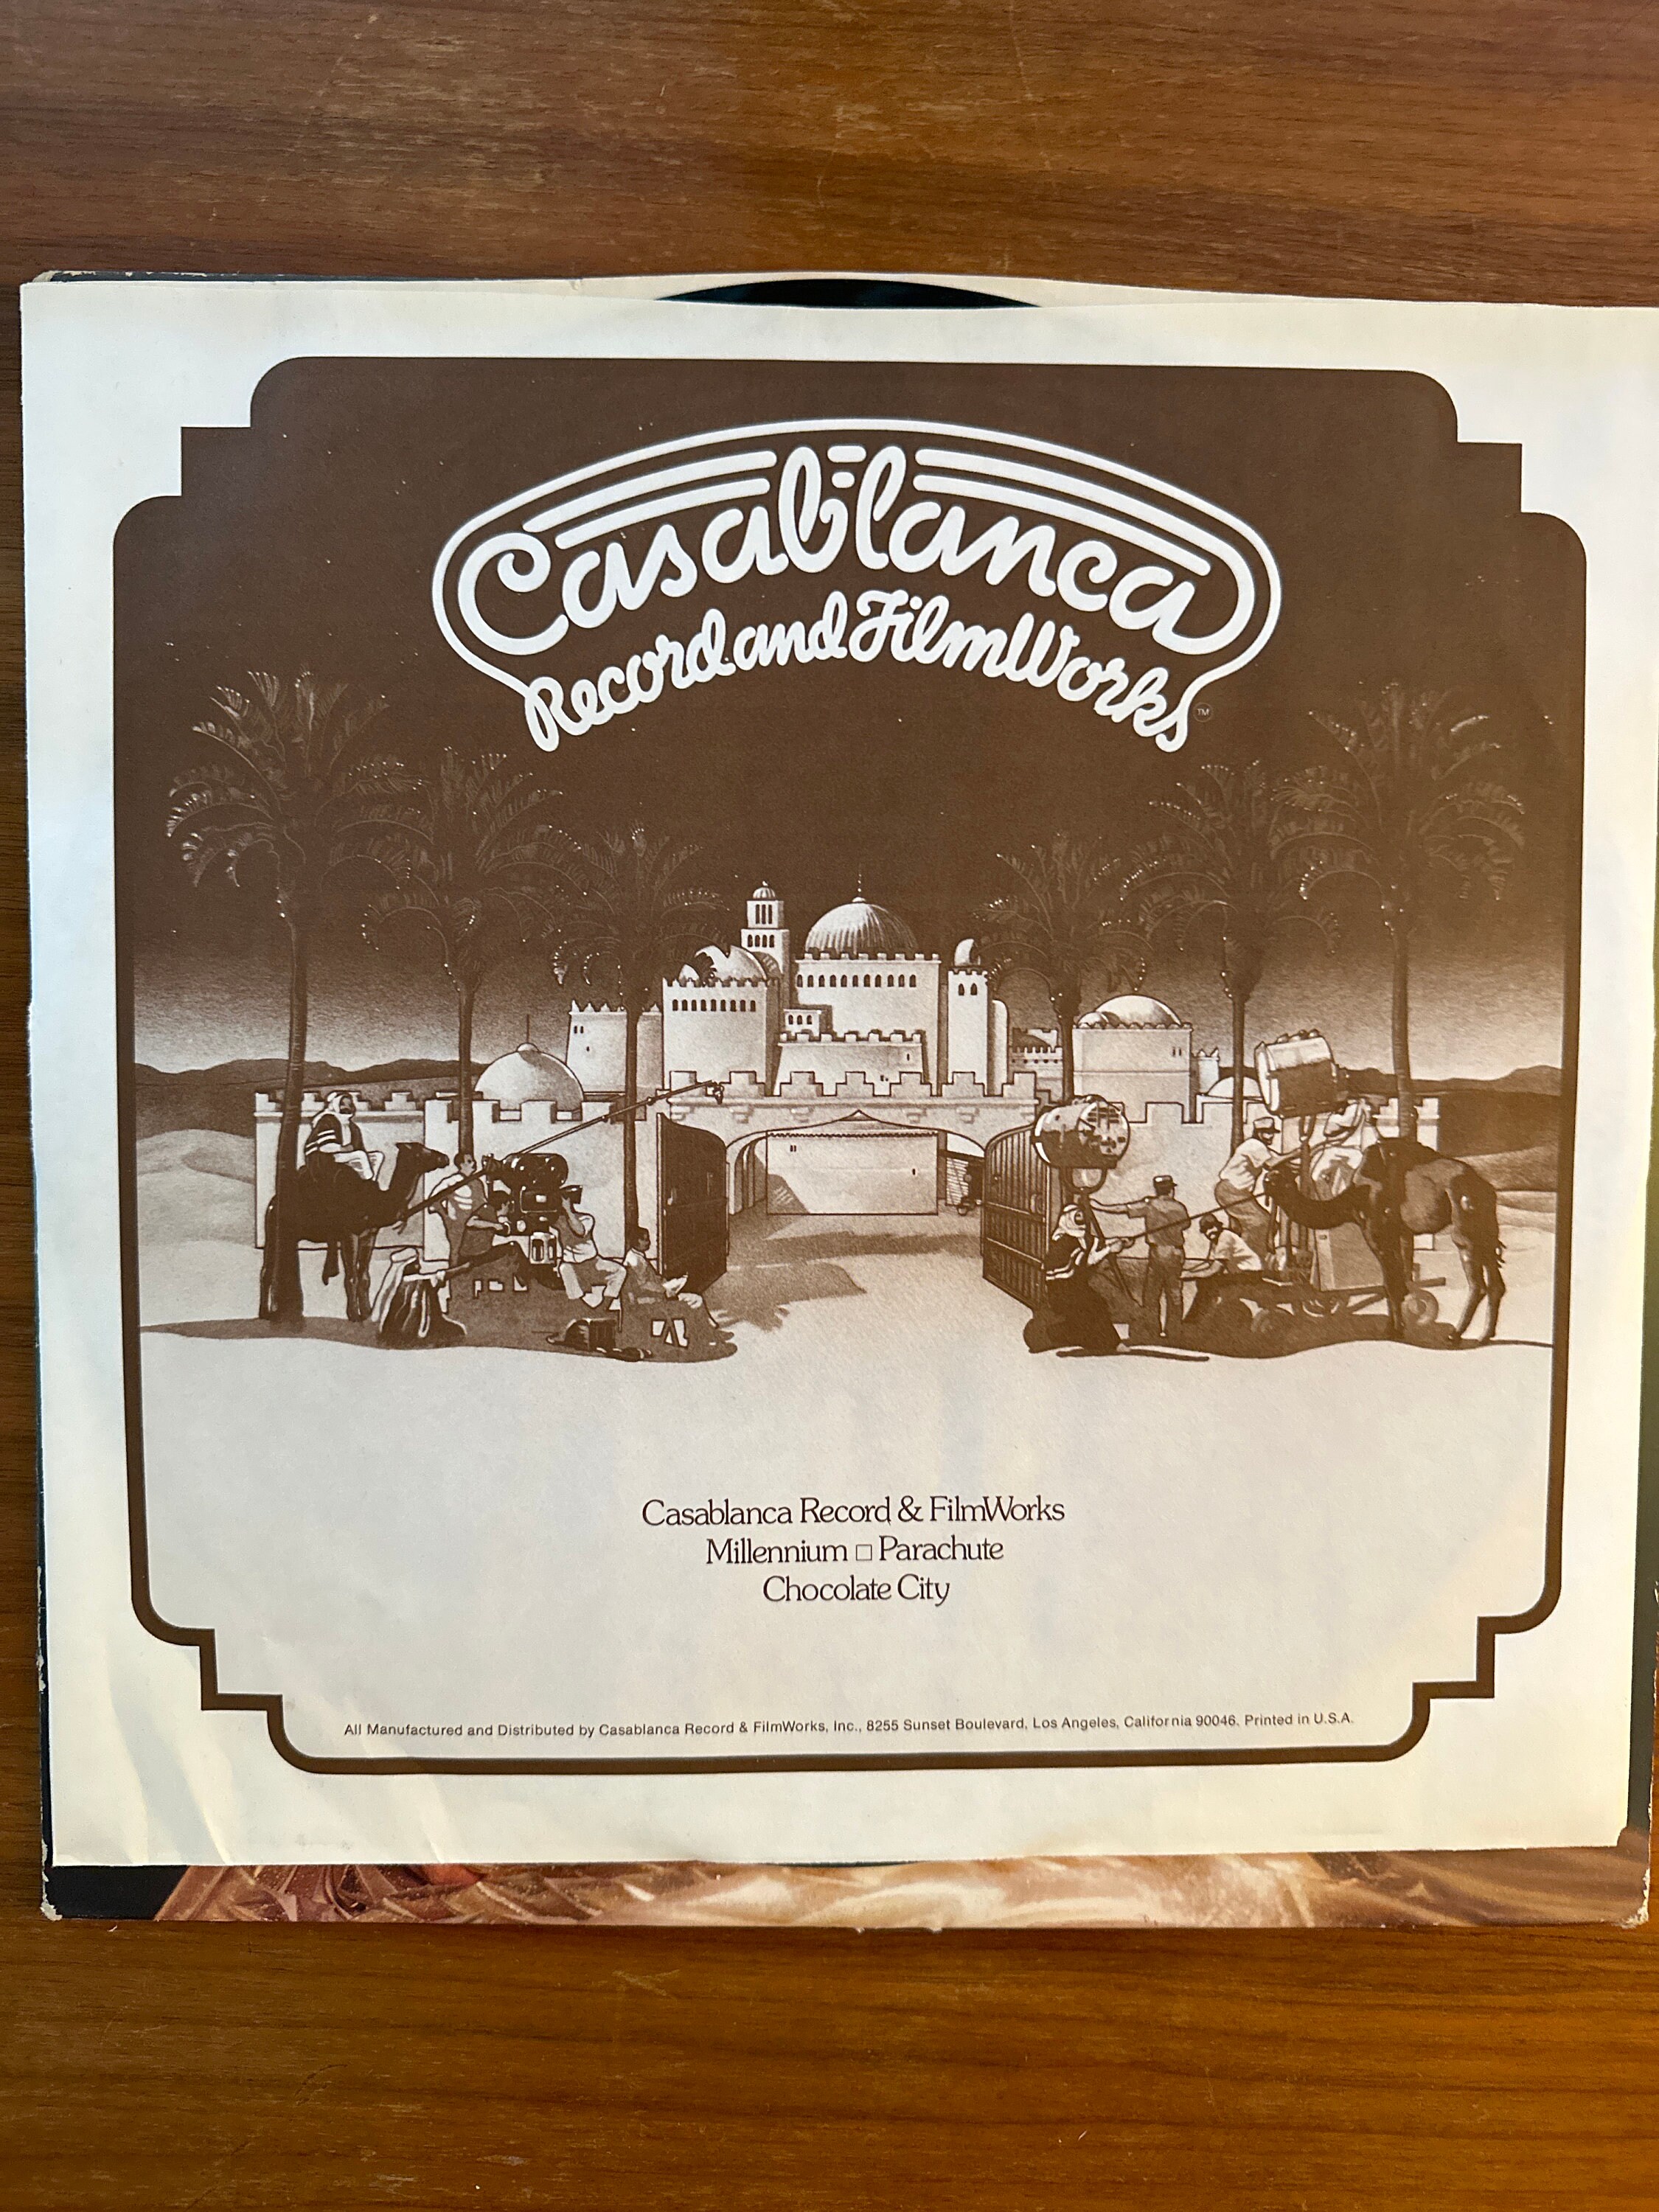 Casablanca
Record and FilmWorks
TM
Casablanca Record & FilmWorks
Millennium □ Parachute
Chocolate City
All Manufactured and Distributed by Casablanca Record & FilmWorks, Inc., 8255 Sunset Boulevard, Los Angeles, California 90046. Printed in U.S.A.